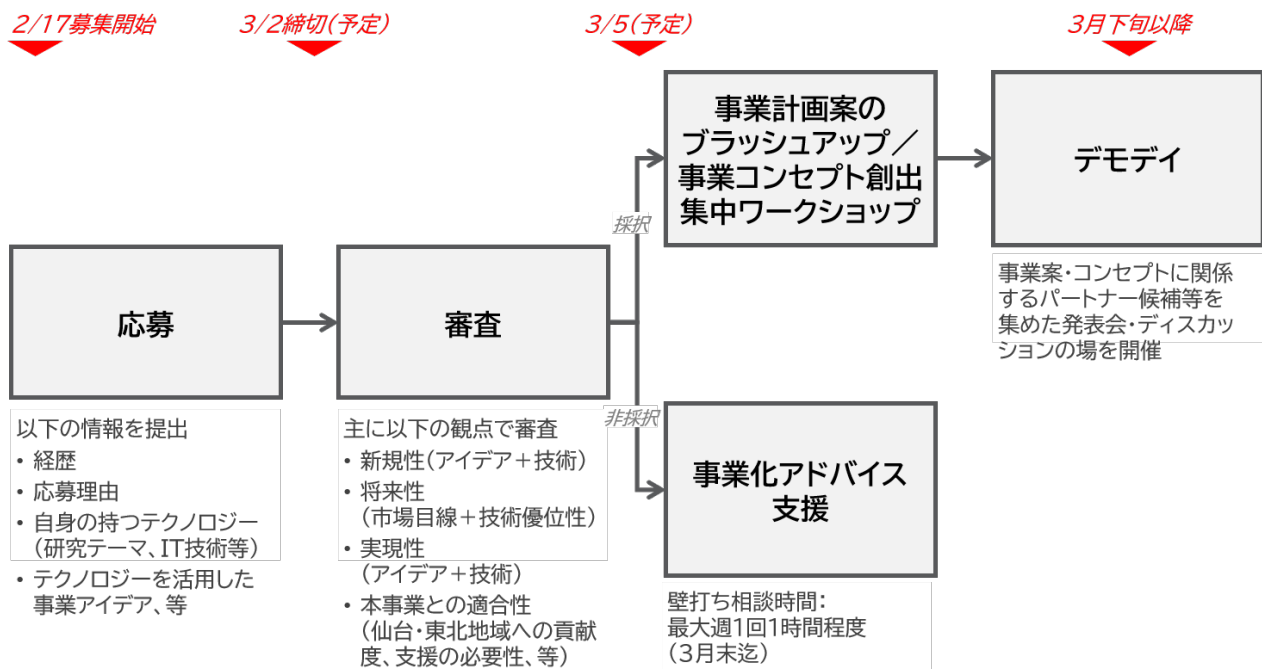 2/17募集開始
3/2締切(予定)
3/5(予定)
3月下旬以降
事業計画案の
ブラッシュアップ／
事業コンセプト創出
集中ワークショップ
デモデイ
採択
事業案・コンセプトに関係
するパートナー候補等を
集めた発表会・ディスカッ
ションの場を開催
応募
審査
非採択
以下の情報を提出
• 経歴
• 応募理由
• 自身の持つテクノロジー
(研究テーマ、IT技術等)
• テクノロジーを活用した
事業アイデア、等
主に以下の観点で審査
• 新規性(アイデア＋技術)
• 将来性
(市場目線＋技術優位性)
• 実現性
(アイデア＋技術)
• 本事業との適合性
(仙台・東北地域への貢献
度、支援の必要性、等)
事業化アドバイス
支援
壁打ち相談時間：
最大週1回1時間程度
(3月末迄)